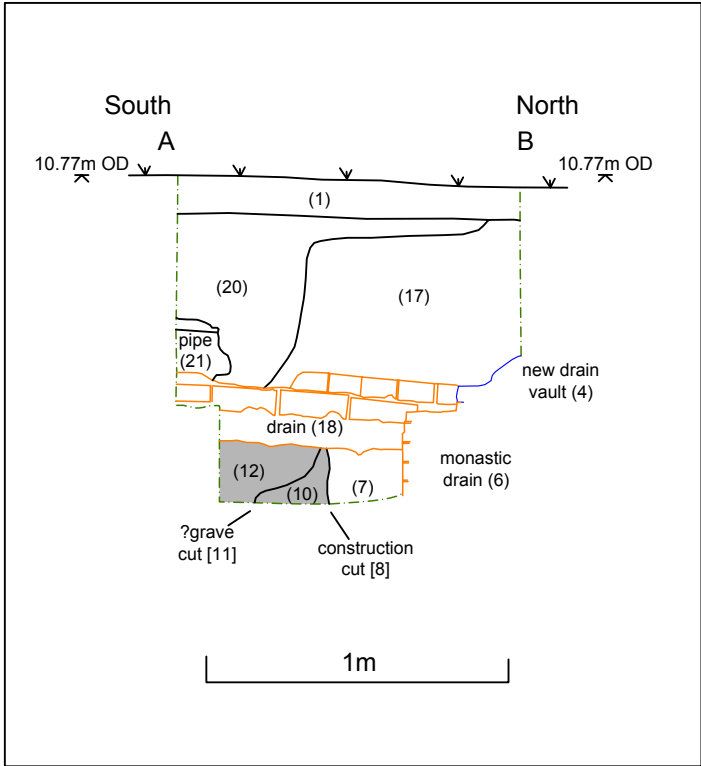 South
North
A
B
10.77m OD
10.77m OD
(1)
(20)
(17)
pipe
(21)
new drain
vault (4)
drain (18)
monastic
drain (6)
(12)
(10)
(7)
?grave
cut [11]
construction
cut [8]
1m